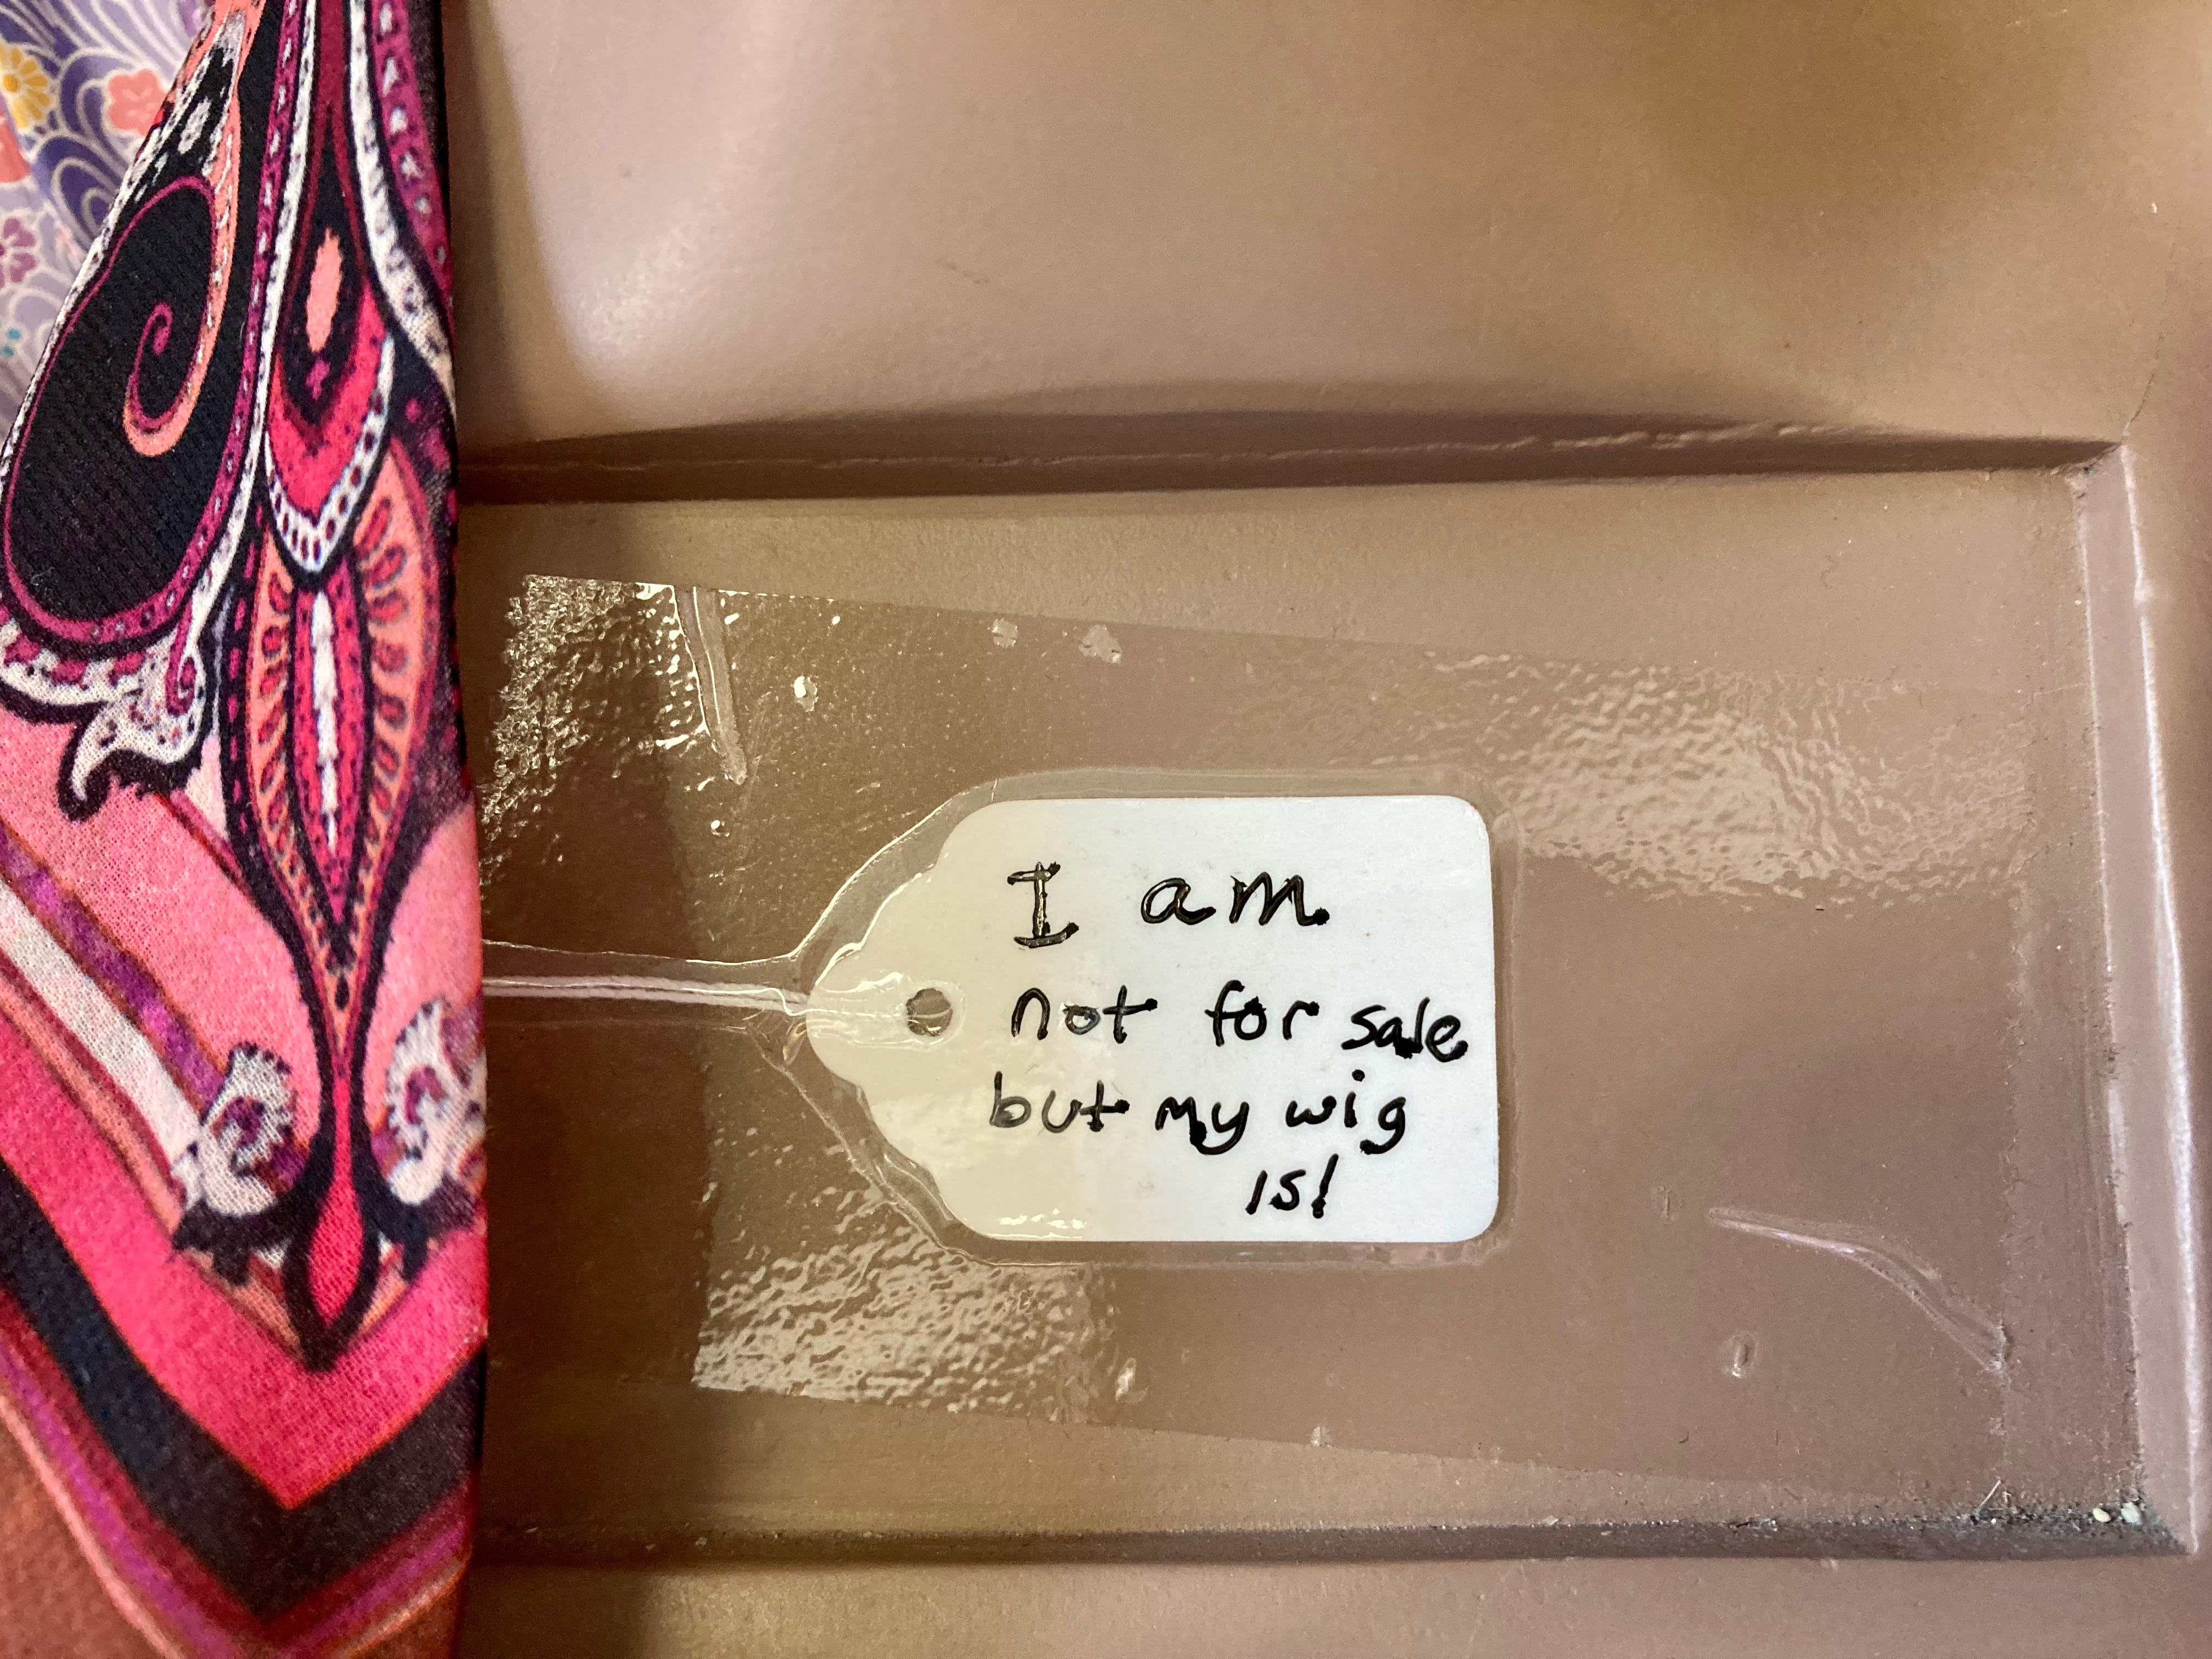 I am
not for sale
but my wig
is!